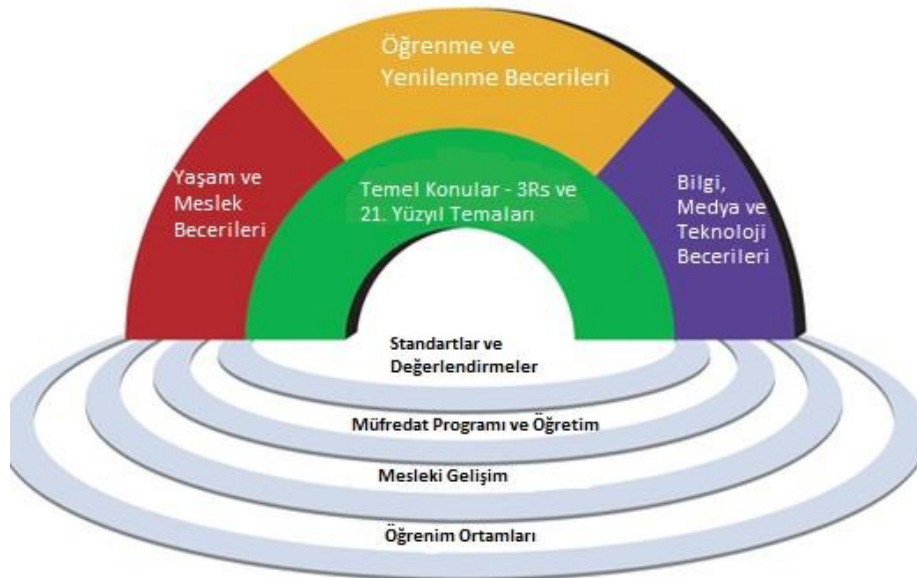 Öğrenme ve
Yenilenme Becerileri
Yaşam ve
Meslek
Becerileri
Temel Konular - 3Rs ve
21. Yüzyıl Temaları
Bilgi,
Medya ve
Teknoloji
Becerileri
Standartlar ve
Değerlendirmeler
Müfredat Programı ve Öğretim
Mesleki Gelişim
Öğrenim Ortamları